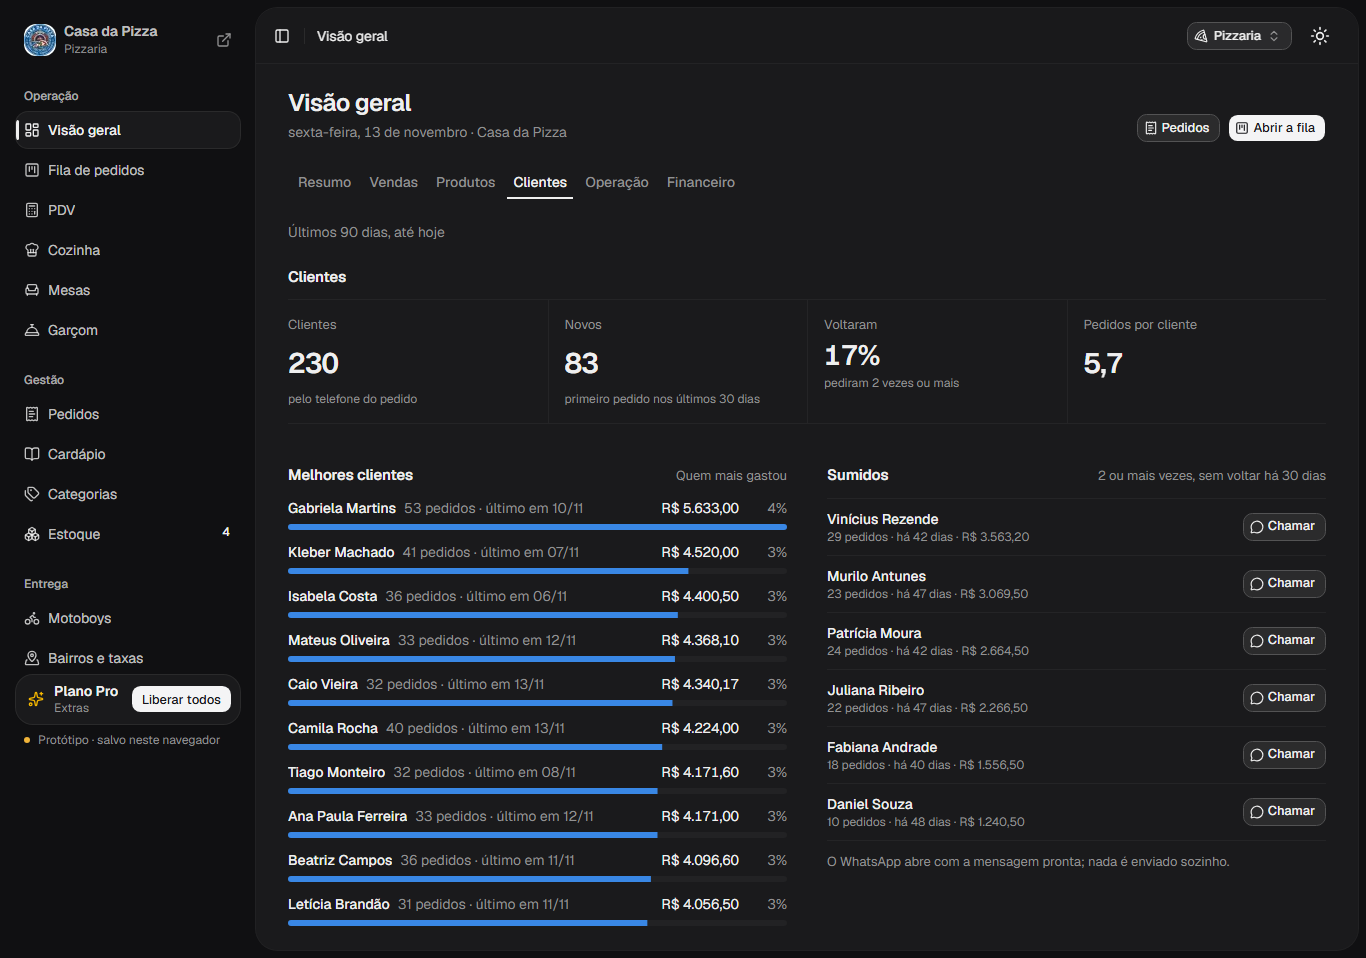 Casa da Pizza
Pizzaria
Operação
Visão geral
Fila de pedidos
PDV
Cozinha
Mesas
Garçom
Gestão
Pedidos
Cardápio
Categorias
Estoque 4
Entrega
Motoboys
Bairros e taxas
Plano Pro
Extras
Liberar todos
Protótipo · salvo neste navegador
Visão geral
Pizzaria
Visão geral
sexta-feira, 13 de novembro · Casa da Pizza
Pedidos
Abrir a fila
Resumo Vendas Produtos Clientes Operação Financeiro
Últimos 90 dias, até hoje
Clientes
Clientes
230
pelo telefone do pedido
Novos
83
primeiro pedido nos últimos 30 dias
Voltaram
17%
pediram 2 vezes ou mais
Pedidos por cliente
5,7
Melhores clientes Quem mais gastou
Gabriela Martins 53 pedidos · último em 10/11 R$ 5.633,00 4%
Kleber Machado 41 pedidos · último em 07/11 R$ 4.520,00 3%
Isabela Costa 36 pedidos · último em 06/11 R$ 4.400,50 3%
Mateus Oliveira 33 pedidos · último em 12/11 R$ 4.368,10 3%
Caio Vieira 32 pedidos · último em 13/11 R$ 4.340,17 3%
Camila Rocha 40 pedidos · último em 13/11 R$ 4.224,00 3%
Tiago Monteiro 32 pedidos · último em 08/11 R$ 4.171,60 3%
Ana Paula Ferreira 33 pedidos · último em 12/11 R$ 4.171,00 3%
Beatriz Campos 36 pedidos · último em 11/11 R$ 4.096,60 3%
Letícia Brandão 31 pedidos · último em 11/11 R$ 4.056,50 3%
Sumidos 2 ou mais vezes, sem voltar há 30 dias
Vinícius Rezende
29 pedidos · há 42 dias · R$ 3.563,20
Chamar
Murilo Antunes
23 pedidos · há 47 dias · R$ 3.069,50
Chamar
Patrícia Moura
24 pedidos · há 42 dias · R$ 2.664,50
Chamar
Juliana Ribeiro
22 pedidos · há 47 dias · R$ 2.266,50
Chamar
Fabiana Andrade
18 pedidos · há 40 dias · R$ 1.556,50
Chamar
Daniel Souza
10 pedidos · há 48 dias · R$ 1.240,50
Chamar
O WhatsApp abre com a mensagem pronta; nada é enviado sozinho.